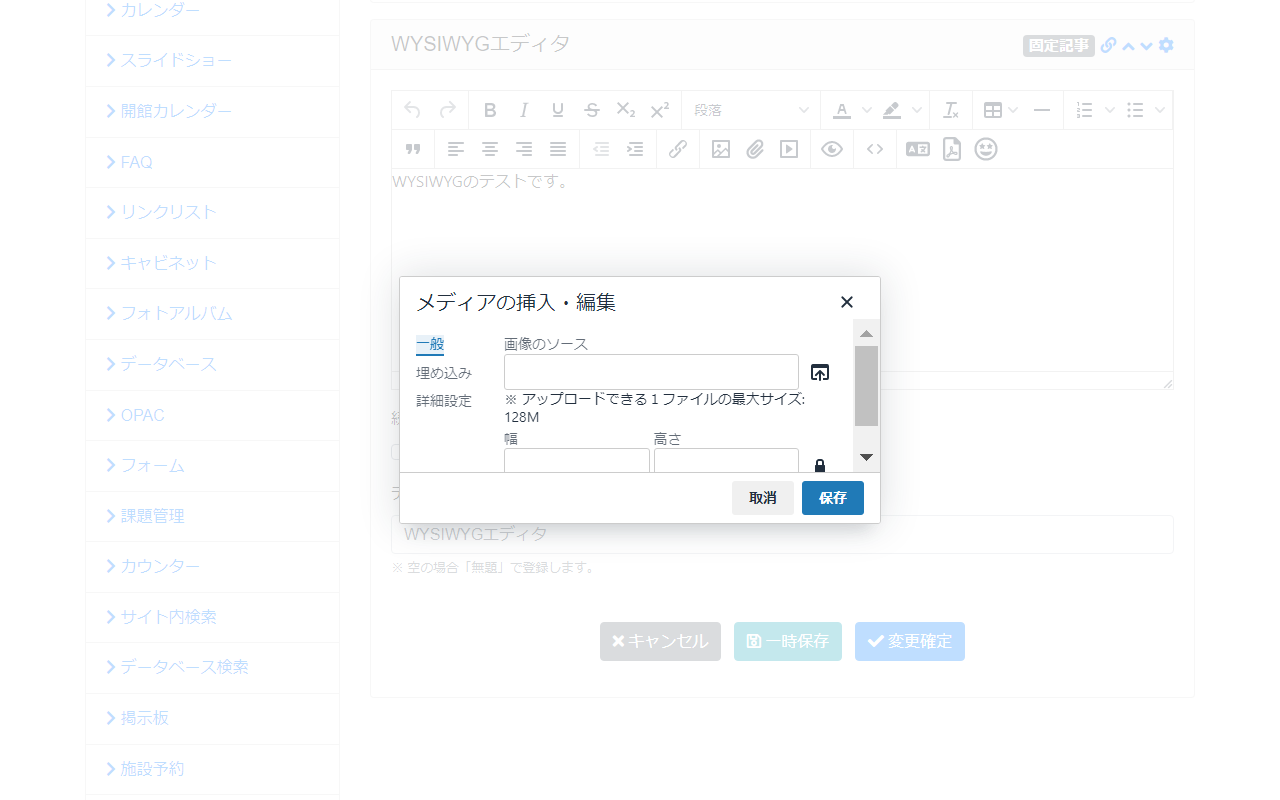 カレンダー
スライドショー
開館カレンダー
FAQ
リンクリスト
キャビネット
フォトアルバム
データベース
OPAC
フォーム
課題管理
カウンター
サイト内検索
データベース検索
掲示板
施設予約
WYSIWYGエディタ
固定記事
段落
WYSIWYGのテストです。
メディアの挿入・編集
一般
埋め込み
詳細設定
画像のソース
※ アップロードできる１ファイルの最大サイズ:
128M
幅 高さ
取消 保存
WYSIWYGエディタ
※ 空の場合「無題」で登録します。
キャンセル 一時保存 変更確定